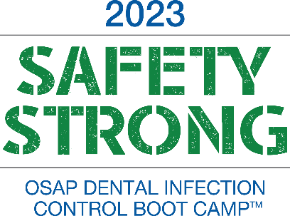 2023
SAFETY
STRONG
OSAP DENTAL INFECTION
CONTROL BOOT CAMP™